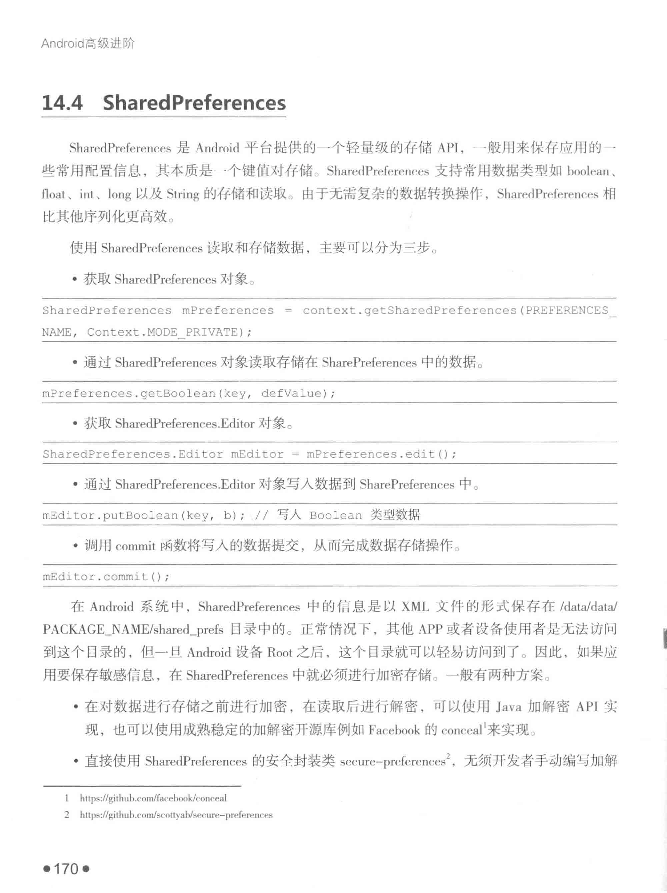 Android高级进阶
14.4 SharedPreferences
SharedPreferences 是 Android 平台提供的一个轻量级的存储 API，一般用来保存应用的一
些常用配置信息，其本质是一个键值对存储。SharedPreferences 支持常用数据类型如 boolean、
float、int、long 以及 String 的存储和读取。由于无需复杂的数据转换操作，SharedPreferences 相
比其他序列化更高效。
使用 SharedPreferences 读取和存储数据，主要可以分为三步。
• 获取 SharedPreferences 对象。
SharedPreferences mPreferences = context.getSharedPreferences(PREFERENCES_
NAME, Context.MODE_PRIVATE);
• 通过 SharedPreferences 对象读取存储在 SharePreferences 中的数据。
mPreferences.getBoolean(key, defValue);
• 获取 SharedPreferences.Editor 对象。
SharedPreferences.Editor mEditor = mPreferences.edit();
• 通过 SharedPreferences.Editor 对象写入数据到 SharePreferences 中。
mEditor.putBoolean(key, b); // 写入 Boolean 类型数据
• 调用 commit 函数将写入的数据提交，从而完成数据存储操作。
mEditor.commit();
在 Android 系统中，SharedPreferences 中的信息是以 XML 文件的形式保存在 /data/data/
PACKAGE_NAME/shared_prefs 目录中的。正常情况下，其他 APP 或者设备使用者是无法访问
到这个目录的，但一旦 Android 设备 Root 之后，这个目录就可以轻易访问到了。因此，如果应
用要保存敏感信息，在 SharedPreferences 中就必须进行加密存储。一般有两种方案。
• 在对数据进行存储之前进行加密，在读取后进行解密，可以使用 Java 加解密 API 实
现，也可以使用成熟稳定的加解密开源库例如 Facebook 的 conceal¹来实现。
• 直接使用 SharedPreferences 的安全封装类 secure-preferences²，无须开发者手动编写加解
1 https://github.com/facebook/conceal
2 https://github.com/scottyab/secure-preferences
•170•